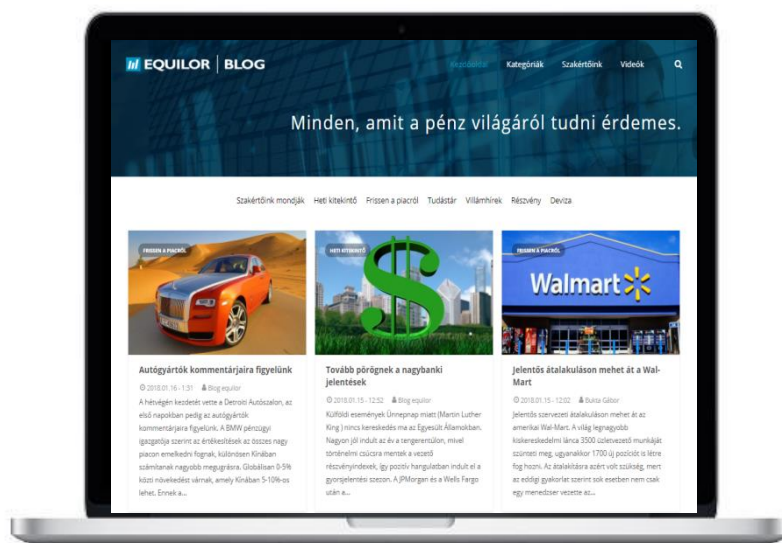 EQUILOR | BLOG
Kezdőoldal Kategóriák Szakértőink Videók
Minden, amit a pénz világáról tudni érdemes.
Szakértőink mondják Heti kitekintő Frissen a piacról Tudástár Villámhírek Részvény Deviza
FRISSEN A PIACRÓL
Autógyártók kommentárjaira figyelünk
2018.01.16 - 1:51 Blog equilor
A hétvégén kezdetét vette a Detroiti Autószalon, az
első napokban pedig az autógyártók
kommentárjaira figyelünk. A BMW pénzügyi
igazgatója szerint az értékesítések az összes nagy
piacon emelkedni fognak, különösen Kínában
számítanak nagyobb megugrásra. Globálisan 0-5%
közti növekedést várnak, amely Kínában 5-10%-os
lehet. Ennek a...
HETI KITEKINTŐ
Tovább pörögnek a nagybanki
jelentések
2018.01.15 - 12:52 Blog equilor
Külföldi események Ünnepnap miatt (Martin Luther
King ) nincs kereskedés ma az Egyesült Államokban.
Nagyon jól indult az év a tengerentúlon, mivel
történelmi csúcsra mentek a vezető
részvényindexek, így pozitív hangulatban indult el a
gyorsjelentési szezon. A JPMorgan és a Wells Fargo
után a...
FRISSEN A PIACRÓL
Walmart
Jelentős átalakuláson mehet át a Wal-
Mart
2018.01.15 - 12:02 Bukta Gábor
Jelentős szervezeti átalakuláson mehet át az
amerikai Wal-Mart. A világ legnagyobb
kiskereskedelmi lánca 3500 üzletvezető munkáját
szünteti meg, ugyanakkor 1700 új pozíciót is létre
fog hozni. Az átalakításra azért volt szükség, mert
az eddigi gyakorlat szerint sok esetben nem csak
egy menedzser vezette az...